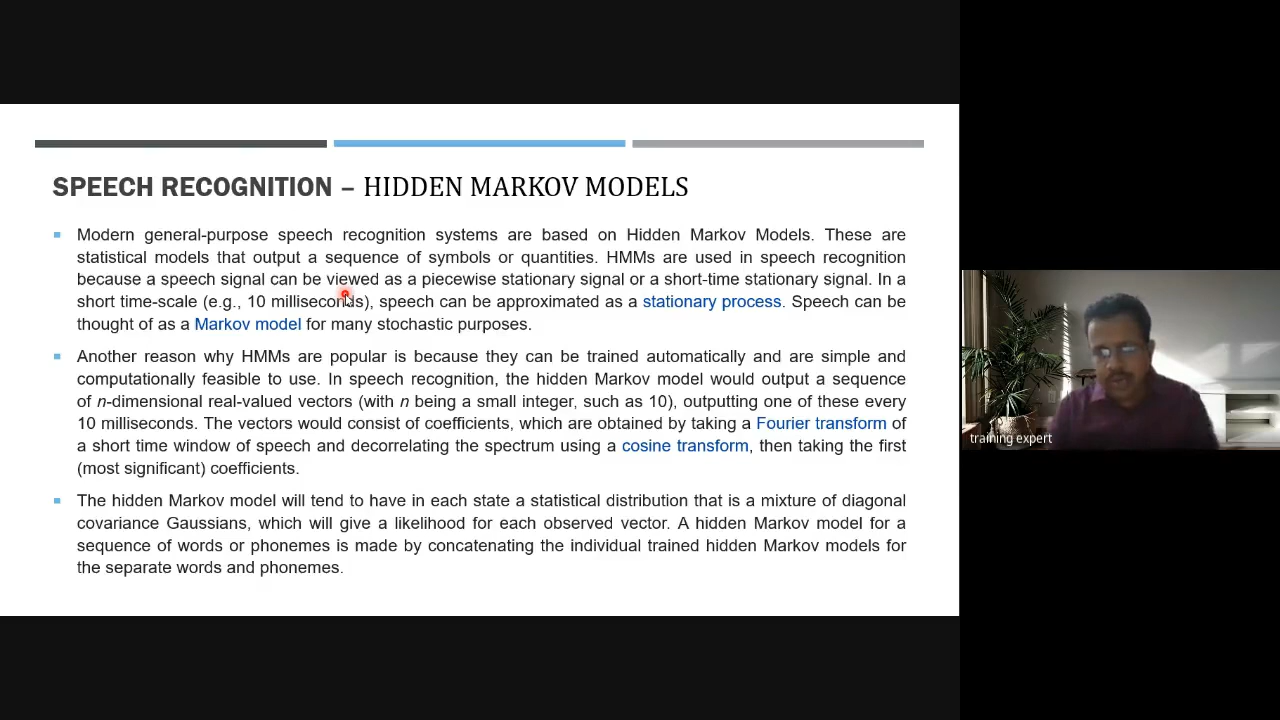 SPEECH RECOGNITION – HIDDEN MARKOV MODELS
Modern general-purpose speech recognition systems are based on Hidden Markov Models. These are
statistical models that output a sequence of symbols or quantities. HMMs are used in speech recognition
because a speech signal can be viewed as a piecewise stationary signal or a short-time stationary signal. In a
short time-scale (e.g., 10 milliseconds), speech can be approximated as a stationary process. Speech can be
thought of as a Markov model for many stochastic purposes.
Another reason why HMMs are popular is because they can be trained automatically and are simple and
computationally feasible to use. In speech recognition, the hidden Markov model would output a sequence
of n-dimensional real-valued vectors (with n being a small integer, such as 10), outputting one of these every
10 milliseconds. The vectors would consist of coefficients, which are obtained by taking a Fourier transform of
a short time window of speech and decorrelating the spectrum using a cosine transform, then taking the first
(most significant) coefficients.
The hidden Markov model will tend to have in each state a statistical distribution that is a mixture of diagonal
covariance Gaussians, which will give a likelihood for each observed vector. A hidden Markov model for a
sequence of words or phonemes is made by concatenating the individual trained hidden Markov models for
the separate words and phonemes.
training expert